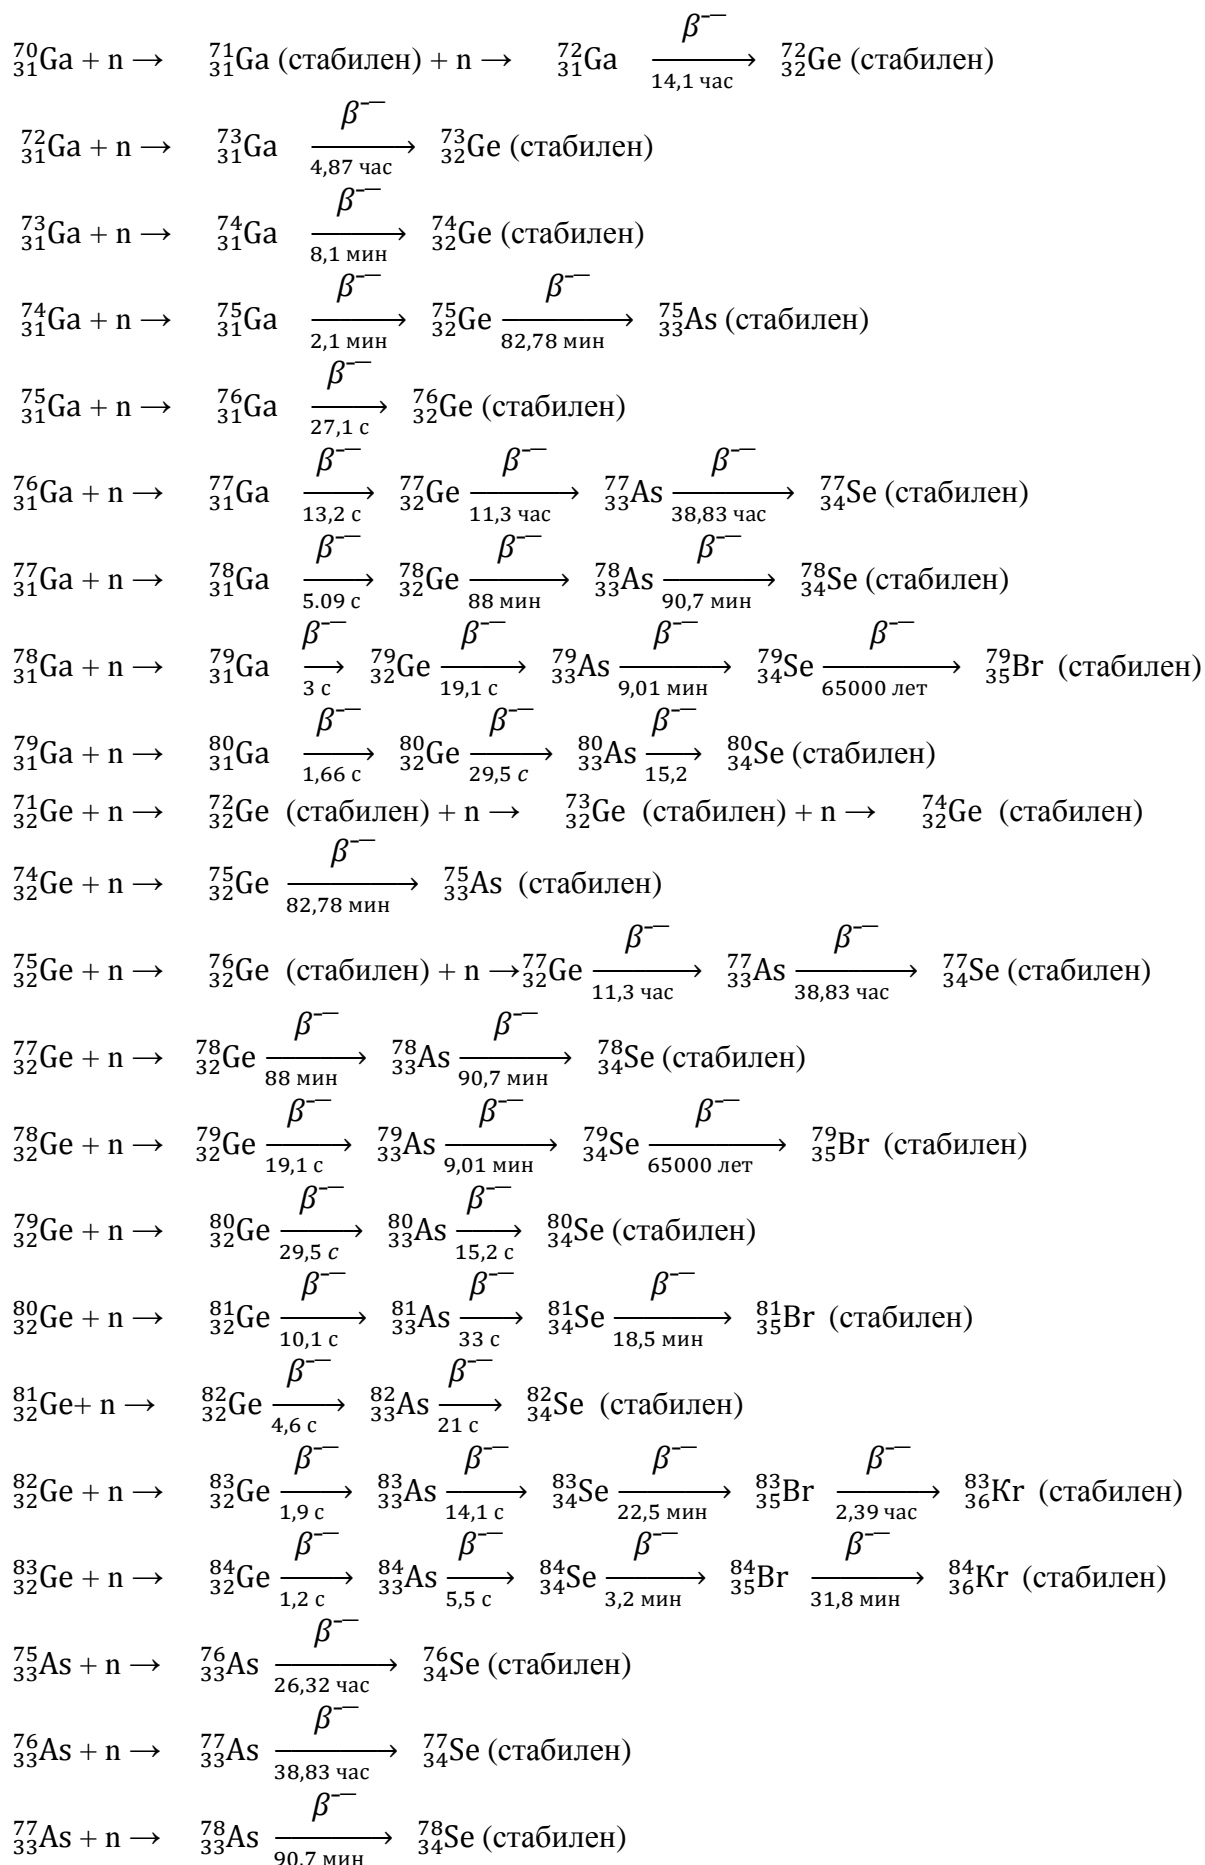 ⁷⁰₃₁Ga + n → ⁷¹₃₁Ga (стабилен) + n → ⁷²₃₁Ga β⁻⁻ 14,1 час → ⁷²₃₂Ge (стабилен)
⁷²₃₁Ga + n → ⁷³₃₁Ga β⁻⁻ 4,87 час → ⁷³₃₂Ge (стабилен)
⁷³₃₁Ga + n → ⁷⁴₃₁Ga β⁻⁻ 8,1 мин → ⁷⁴₃₂Ge (стабилен)
⁷⁴₃₁Ga + n → ⁷⁵₃₁Ga β⁻⁻ 2,1 мин → ⁷⁵₃₂Ge β⁻⁻ 82,78 мин → ⁷⁵₃₃As (стабилен)
⁷⁵₃₁Ga + n → ⁷⁶₃₁Ga β⁻⁻ 27,1 с → ⁷⁶₃₂Ge (стабилен)
⁷⁶₃₁Ga + n → ⁷⁷₃₁Ga β⁻⁻ 13,2 с → ⁷⁷₃₂Ge β⁻⁻ 11,3 час → ⁷⁷₃₃As β⁻⁻ 38,83 час → ⁷⁷₃₄Se (стабилен)
⁷⁷₃₁Ga + n → ⁷⁸₃₁Ga β⁻⁻ 5.09 с → ⁷⁸₃₂Ge β⁻⁻ 88 мин → ⁷⁸₃₃As β⁻⁻ 90,7 мин → ⁷⁸₃₄Se (стабилен)
⁷⁸₃₁Ga + n → ⁷⁹₃₁Ga β⁻⁻ 3 с → ⁷⁹₃₂Ge β⁻⁻ 19,1 с → ⁷⁹₃₃As β⁻⁻ 9,01 мин → ⁷⁹₃₄Se β⁻⁻ 65000 лет → ⁷⁹₃₅Br (стабилен)
⁷⁹₃₁Ga + n → ⁸⁰₃₁Ga β⁻⁻ 1,66 с → ⁸⁰₃₂Ge β⁻⁻ 29,5 с → ⁸⁰₃₃As β⁻⁻ 15,2 → ⁸⁰₃₄Se (стабилен)
⁷¹₃₂Ge + n → ⁷²₃₂Ge (стабилен) + n → ⁷³₃₂Ge (стабилен) + n → ⁷⁴₃₂Ge (стабилен)
⁷⁴₃₂Ge + n → ⁷⁵₃₂Ge β⁻⁻ 82,78 мин → ⁷⁵₃₃As (стабилен)
⁷⁵₃₂Ge + n → ⁷⁶₃₂Ge (стабилен) + n → ⁷⁷₃₂Ge β⁻⁻ 11,3 час → ⁷⁷₃₃As β⁻⁻ 38,83 час → ⁷⁷₃₄Se (стабилен)
⁷⁷₃₂Ge + n → ⁷⁸₃₂Ge β⁻⁻ 88 мин → ⁷⁸₃₃As β⁻⁻ 90,7 мин → ⁷⁸₃₄Se (стабилен)
⁷⁸₃₂Ge + n → ⁷⁹₃₂Ge β⁻⁻ 19,1 с → ⁷⁹₃₃As β⁻⁻ 9,01 мин → ⁷⁹₃₄Se β⁻⁻ 65000 лет → ⁷⁹₃₅Br (стабилен)
⁷⁹₃₂Ge + n → ⁸⁰₃₂Ge β⁻⁻ 29,5 с → ⁸⁰₃₃As β⁻⁻ 15,2 с → ⁸⁰₃₄Se (стабилен)
⁸⁰₃₂Ge + n → ⁸¹₃₂Ge β⁻⁻ 10,1 с → ⁸¹₃₃As β⁻⁻ 33 с → ⁸¹₃₄Se β⁻⁻ 18,5 мин → ⁸¹₃₅Br (стабилен)
⁸¹₃₂Ge+ n → ⁸²₃₂Ge β⁻⁻ 4,6 с → ⁸²₃₃As β⁻⁻ 21 с → ⁸²₃₄Se (стабилен)
⁸²₃₂Ge + n → ⁸³₃₂Ge β⁻⁻ 1,9 с → ⁸³₃₃As β⁻⁻ 14,1 с → ⁸³₃₄Se β⁻⁻ 22,5 мин → ⁸³₃₅Br β⁻⁻ 2,39 час → ⁸³₃₆Kr (стабилен)
⁸³₃₂Ge + n → ⁸⁴₃₂Ge β⁻⁻ 1,2 с → ⁸⁴₃₃As β⁻⁻ 5,5 с → ⁸⁴₃₄Se β⁻⁻ 3,2 мин → ⁸⁴₃₅Br β⁻⁻ 31,8 мин → ⁸⁴₃₆Kr (стабилен)
⁷⁵₃₃As + n → ⁷⁶₃₃As β⁻⁻ 26,32 час → ⁷⁶₃₄Se (стабилен)
⁷⁶₃₃As + n → ⁷⁷₃₃As β⁻⁻ 38,83 час → ⁷⁷₃₄Se (стабилен)
⁷⁷₃₃As + n → ⁷⁸₃₃As β⁻⁻ 90,7 мин → ⁷⁸₃₄Se (стабилен)